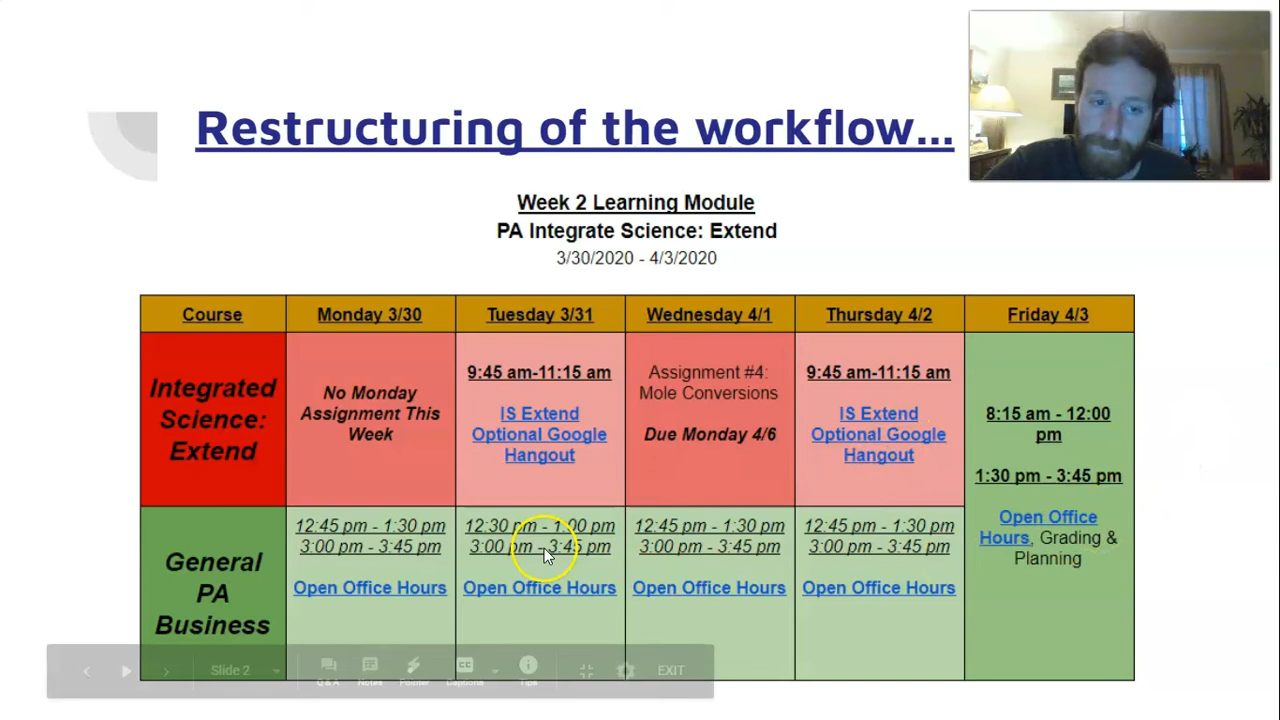 Restructuring of the workflow...
Week 2 Learning Module
PA Integrate Science: Extend
3/30/2020 - 4/3/2020
Course
Monday 3/30
Tuesday 3/31
Wednesday 4/1
Thursday 4/2
Friday 4/3
Integrated
Science:
Extend
No Monday
Assignment This
Week
9:45 am-11:15 am
IS Extend
Optional Google
Hangout
Assignment #4:
Mole Conversions
Due Monday 4/6
9:45 am-11:15 am
IS Extend
Optional Google
Hangout
8:15 am - 12:00
pm
1:30 pm - 3:45 pm
Open Office
Hours, Grading &
Planning
General
PA
Business
12:45 pm - 1:30 pm
3:00 pm - 3:45 pm
Open Office Hours
12:30 pm - 1:00 pm
3:00 pm - 3:45 pm
Open Office Hours
12:45 pm - 1:30 pm
3:00 pm - 3:45 pm
Open Office Hours
12:45 pm - 1:30 pm
3:00 pm - 3:45 pm
Open Office Hours
Slide 2
Q & A
Notes
Pointer
CC
Captions
Tips
EXIT